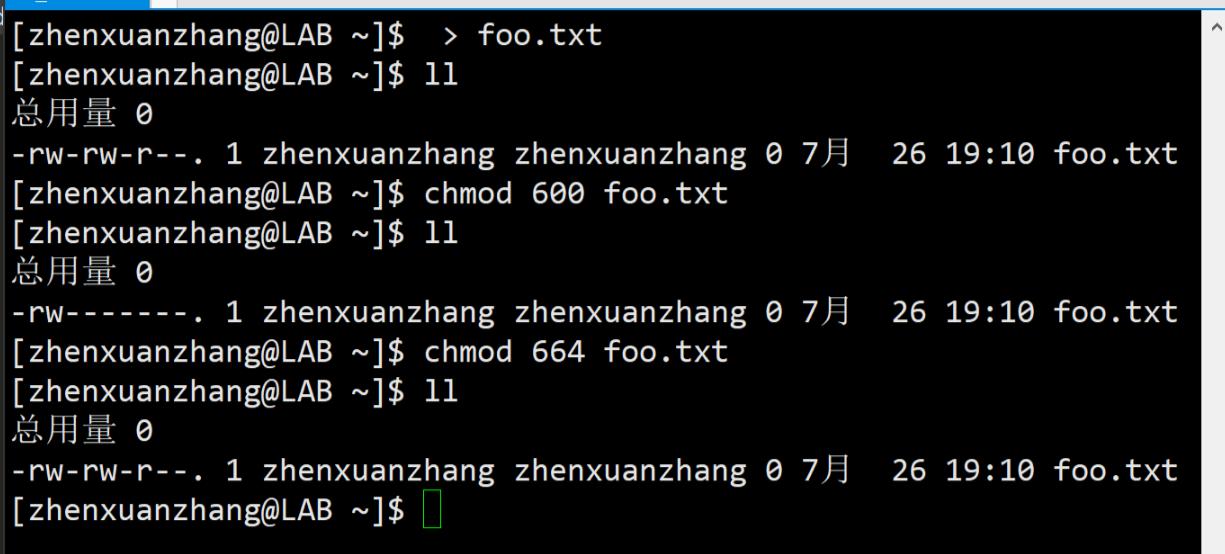 [zhenxuanzhang@LAB ~]$  > foo.txt
[zhenxuanzhang@LAB ~]$ ll
总用量 0
-rw-rw-r--. 1 zhenxuanzhang zhenxuanzhang 0 7月  26 19:10 foo.txt
[zhenxuanzhang@LAB ~]$ chmod 600 foo.txt
[zhenxuanzhang@LAB ~]$ ll
总用量 0
-rw-------. 1 zhenxuanzhang zhenxuanzhang 0 7月  26 19:10 foo.txt
[zhenxuanzhang@LAB ~]$ chmod 664 foo.txt
[zhenxuanzhang@LAB ~]$ ll
总用量 0
-rw-rw-r--. 1 zhenxuanzhang zhenxuanzhang 0 7月  26 19:10 foo.txt
[zhenxuanzhang@LAB ~]$